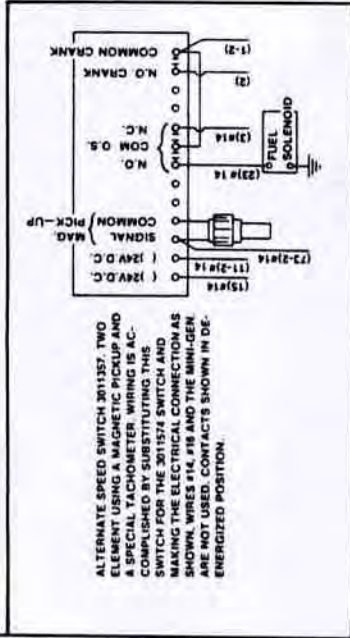 ALTERNATE SPEED SWITCH 3011357. TWO
ELEMENT USING A MAGNETIC PICKUP AND
A SPECIAL TACHOMETER. WIRING IS AC-
COMPLISHED BY SUBSTITUTING THIS
SWITCH FOR THE 3011574 SWITCH AND
MAKING THE ELECTRICAL CONNECTION AS
SHOWN. WIRES #14, #16 AND THE MINI-GEN
ARE NOT USED. CONTACTS SHOWN IN DE-
ENERGIZED POSITION.
COMMON CRANK
N.O. CRANK
N.C.
COM O.S.
N.O.
COMMON
SIGNAL
MAG.
PICK-UP
( )24V.D.C.
( )24V.D.C.
(1-2)
(2)
(3)#14
(23)#14
FUEL
SOLENOID
(73-2)#14
(11-2)#14
(15)#14